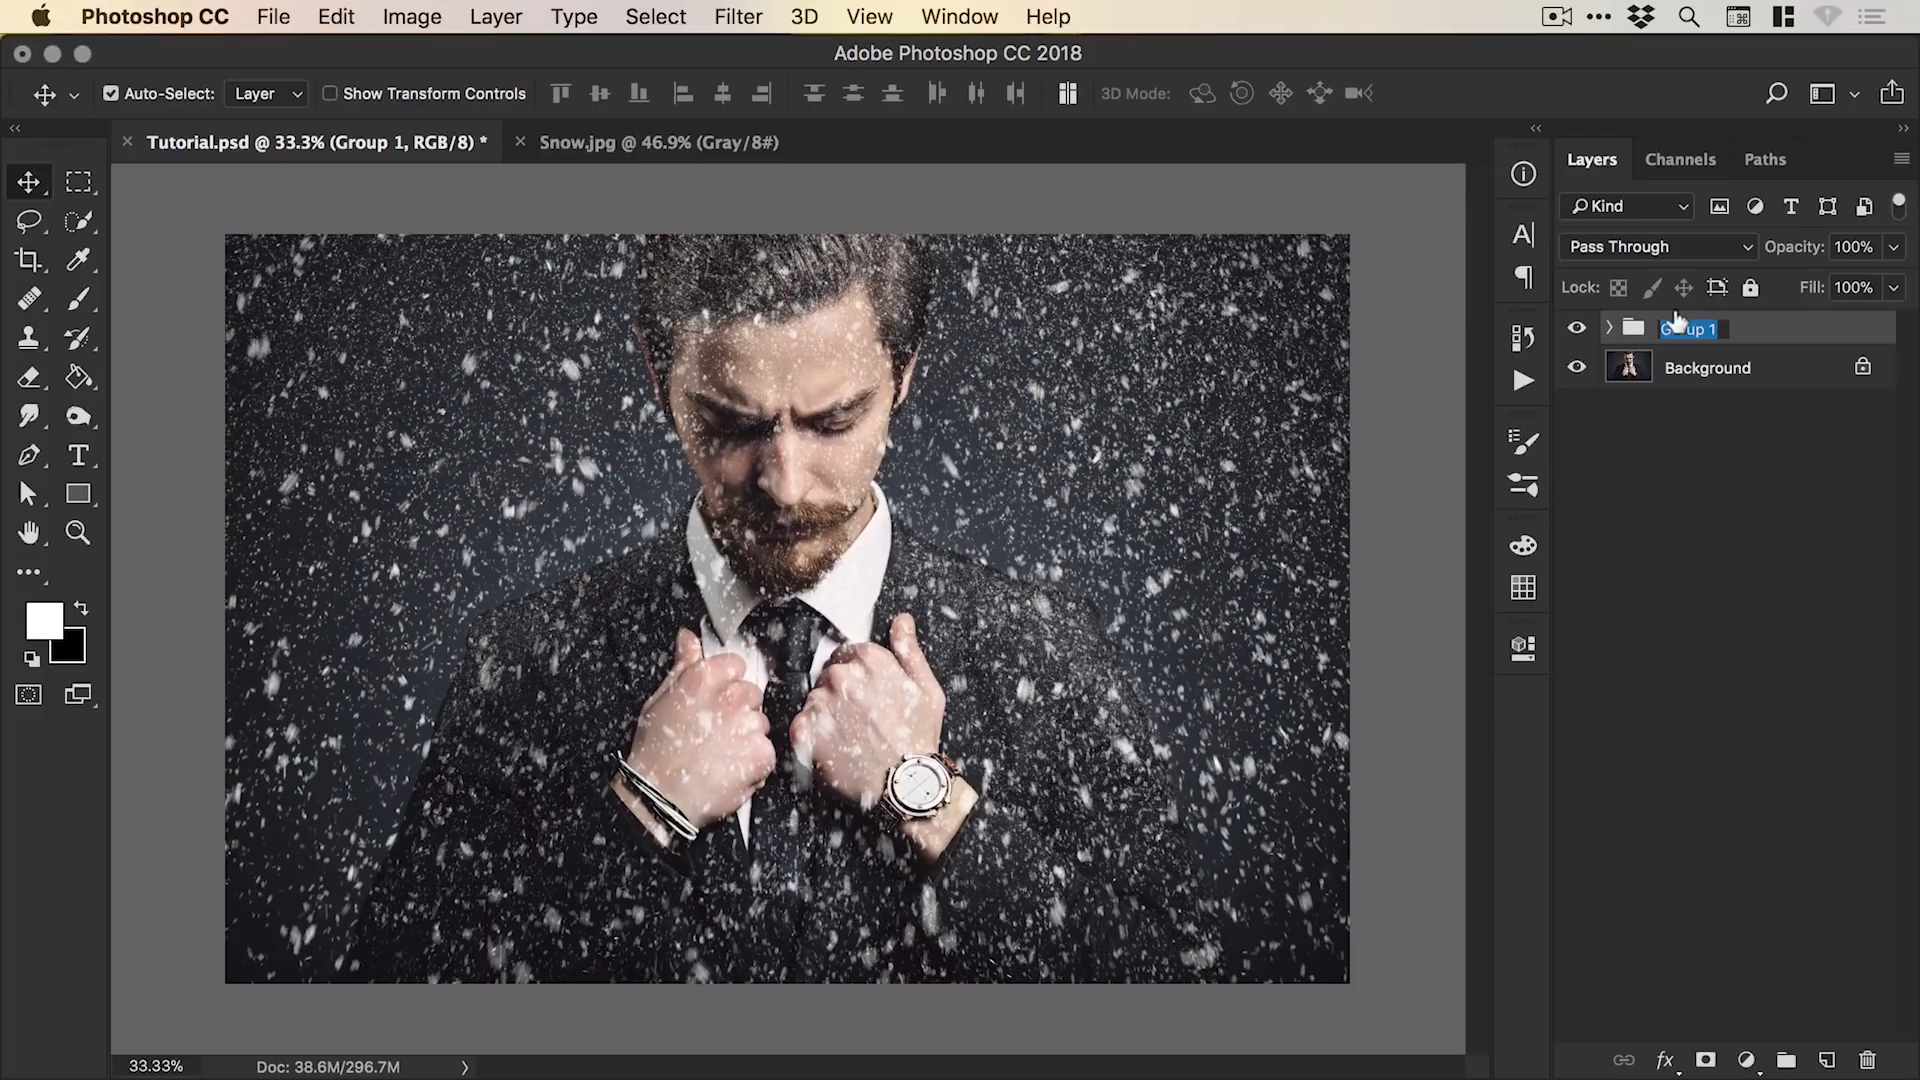 Photoshop CC File Edit Image Layer Type Select Filter 3D View Window Help
Adobe Photoshop CC 2018
Auto-Select: Layer Show Transform Controls 3D Mode:
Tutorial.psd @ 33.3% (Group 1, RGB/8) * Snow.jpg @ 46.9% (Gray/8#)
Layers Channels Paths
Kind
Pass Through Opacity: 100%
Lock: Fill: 100%
Group 1
Background
33.33% Doc: 38.6M/296.7M